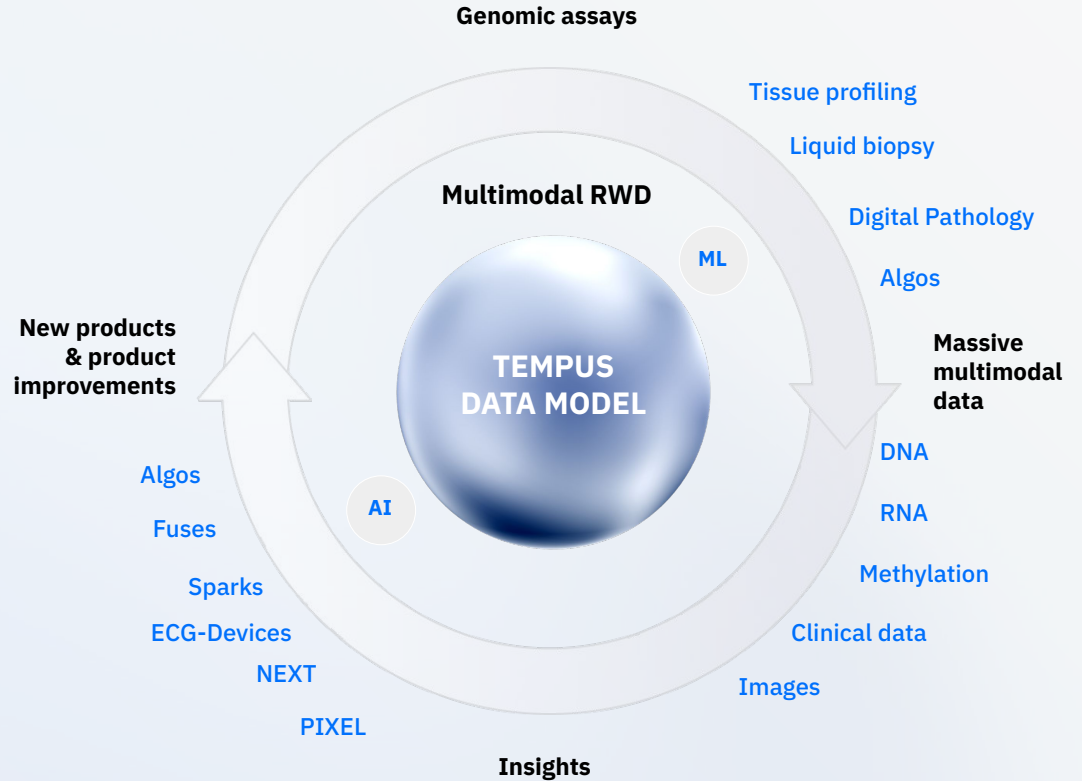 Genomic assays
Tissue profiling
Liquid biopsy
Digital Pathology
Algos
Multimodal RWD
ML
TEMPUS
DATA MODEL
AI
New products
& product
improvements
Massive
multimodal
data
DNA
RNA
Methylation
Clinical data
Images
Algos
Fuses
Sparks
ECG-Devices
NEXT
PIXEL
Insights